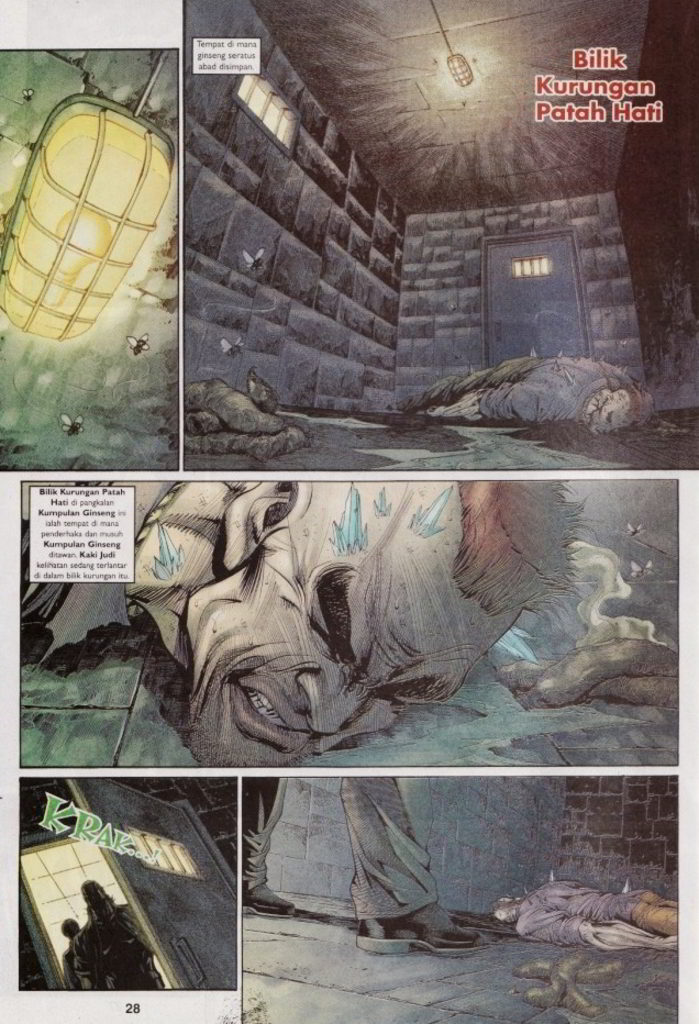 Tempat di mana
ginseng seratus
abad disimpan.
Bilik
Kurungan
Patah Hati
Bilik Kurungan Patah
Hati di pangkalan
Kumpulan Ginseng ini
ialah tempat di mana
penderhaka dan musuh
Kumpulan Ginseng
ditawan. Kaki Judi
kelihatan sedang terlantar
di dalam bilik kurungan itu.
KRAK...!
28